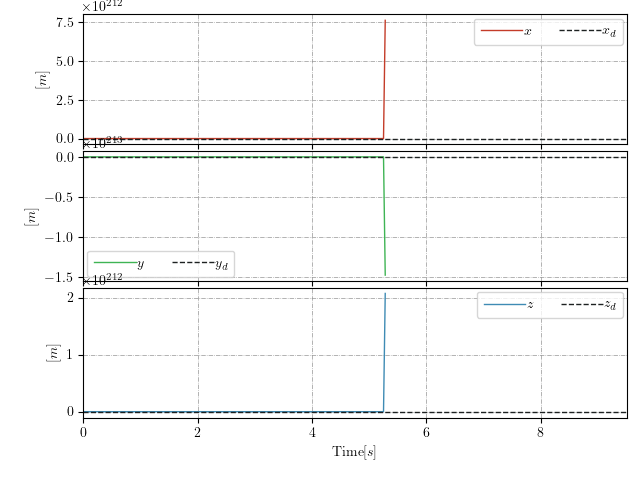 ×10^212
7.5
5.0
2.5
0.0
[m]
x x_d
×10^213
0.0
−0.5
−1.0
−1.5
[m]
y y_d
×10^212
2
1
0
[m]
z z_d
0 2 4 6 8
Time[s]